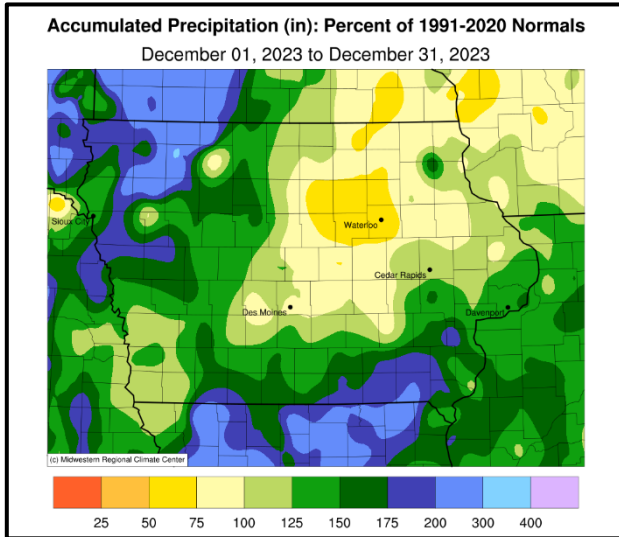 Accumulated Precipitation (in): Percent of 1991-2020 Normals
December 01, 2023 to December 31, 2023
Sioux City
Waterloo
Cedar Rapids
Des Moines
Davenport
(c) Midwestern Regional Climate Center
25 50 75 100 125 150 175 200 300 400